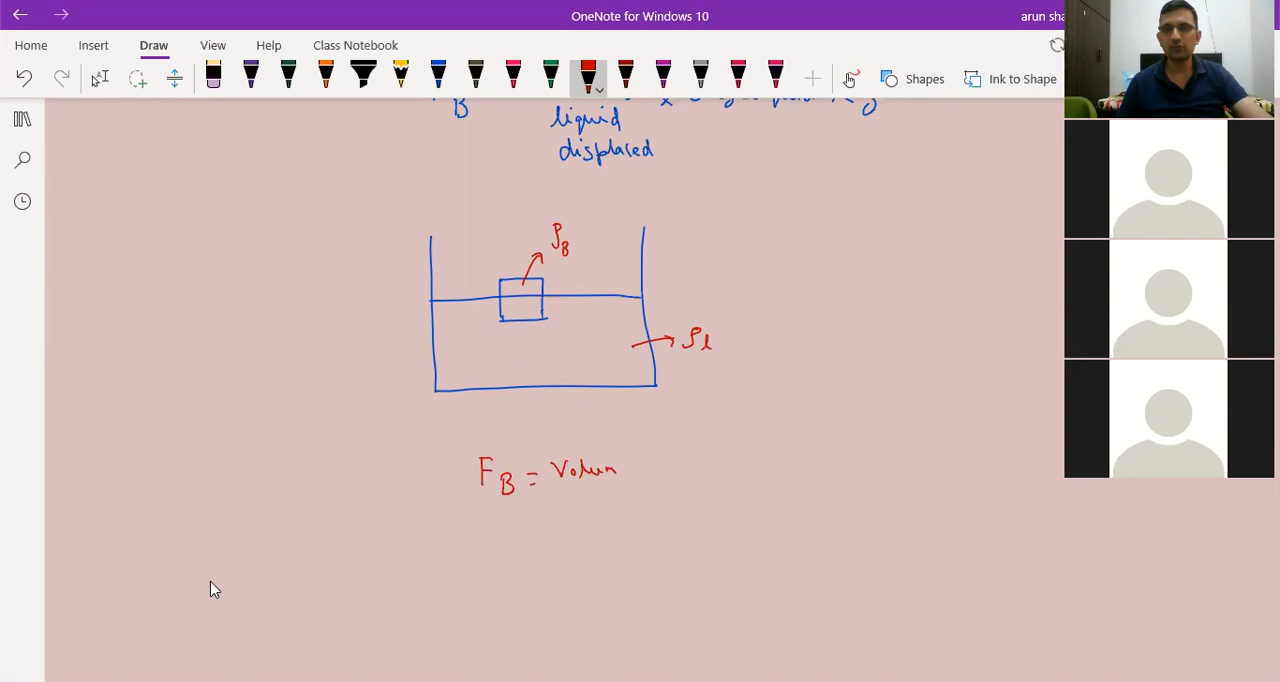 OneNote for Windows 10
arun sha
Home Insert Draw View Help Class Notebook
Shapes Ink to Shape
B
liquid
displaced
ρB
ρl
FB = Volum